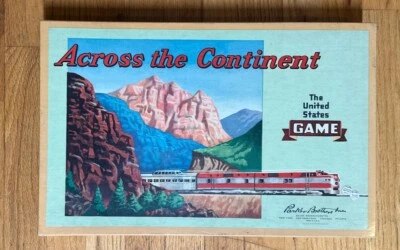 Across the Continent
The
United
States
GAME
Parker Brothers Inc